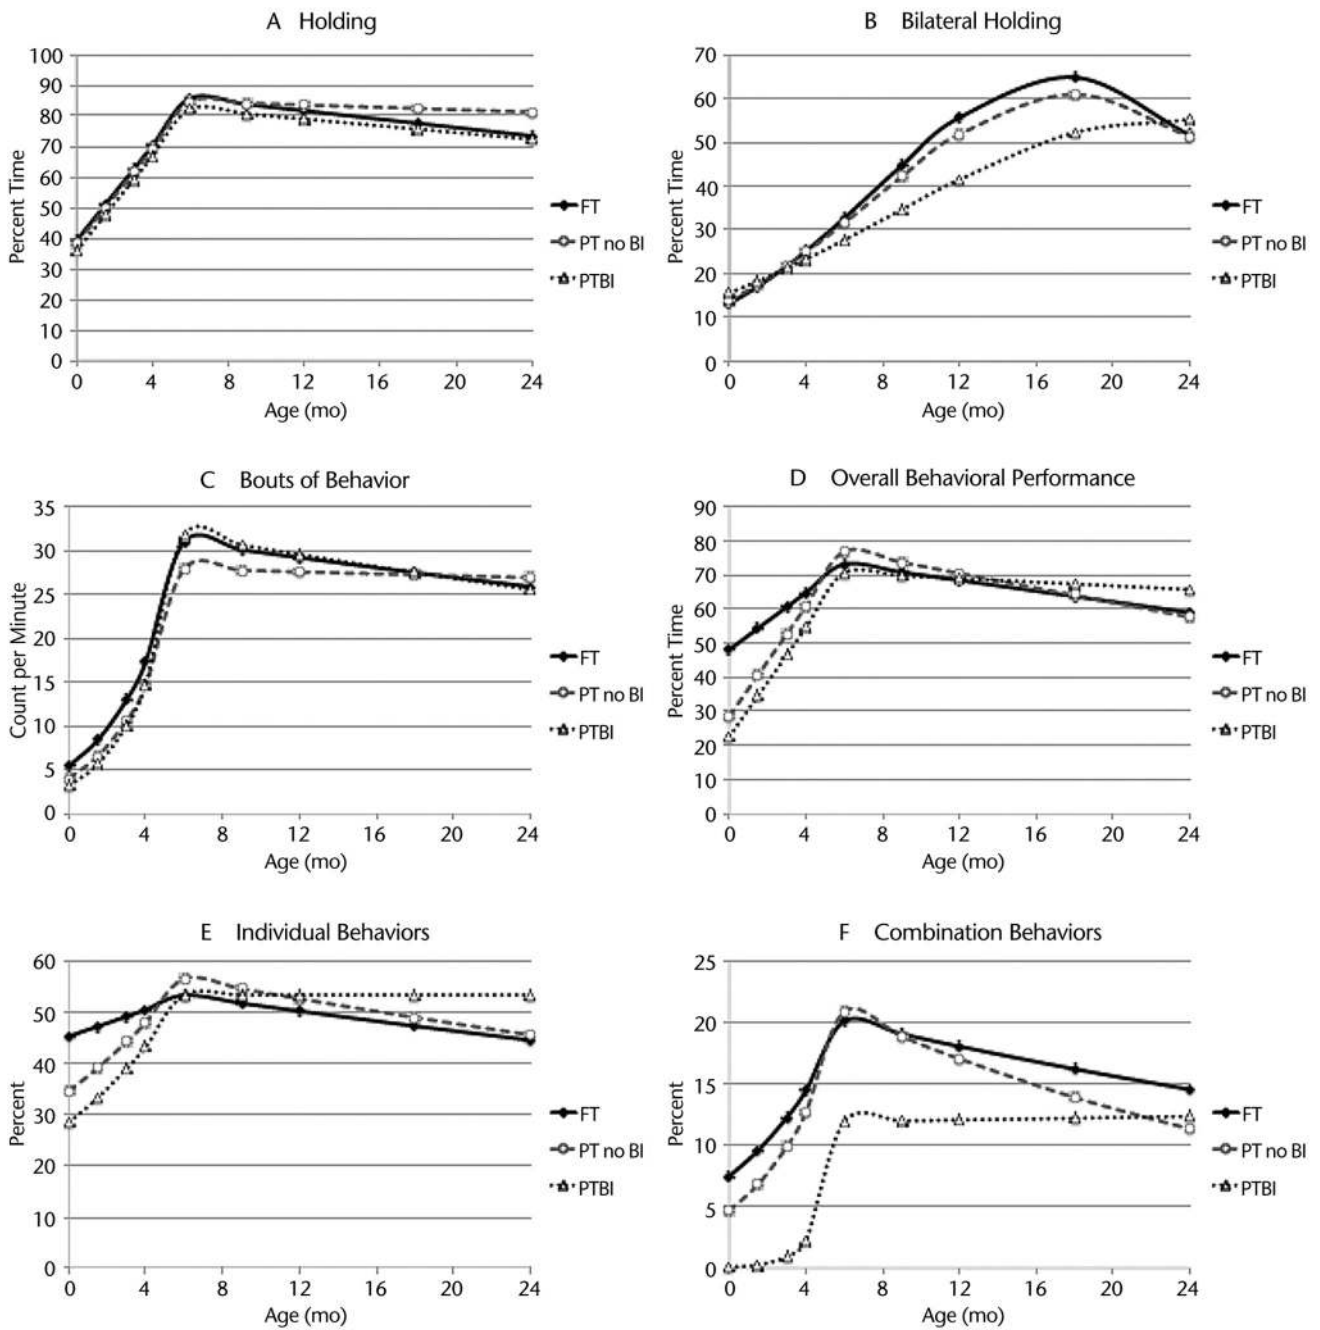 A Holding
100
90
80
70
60
50
40
30
20
10
0
Percent Time
0 4 8 12 16 20 24
Age (mo)
FT
PT no BI
PTBI
B Bilateral Holding
70
60
50
40
30
20
10
0
Percent Time
0 4 8 12 16 20 24
Age (mo)
FT
PT no BI
PTBI
C Bouts of Behavior
35
30
25
20
15
10
5
0
Count per Minute
0 4 8 12 16 20 24
Age (mo)
FT
PT no BI
PTBI
D Overall Behavioral Performance
90
80
70
60
50
40
30
20
10
0
Percent Time
0 4 8 12 16 20 24
Age (mo)
FT
PT no BI
PTBI
E Individual Behaviors
60
50
40
30
20
10
0
Percent
0 4 8 12 16 20 24
Age (mo)
FT
PT no BI
PTBI
F Combination Behaviors
25
20
15
10
5
0
Percent
0 4 8 12 16 20 24
Age (mo)
FT
PT no BI
PTBI